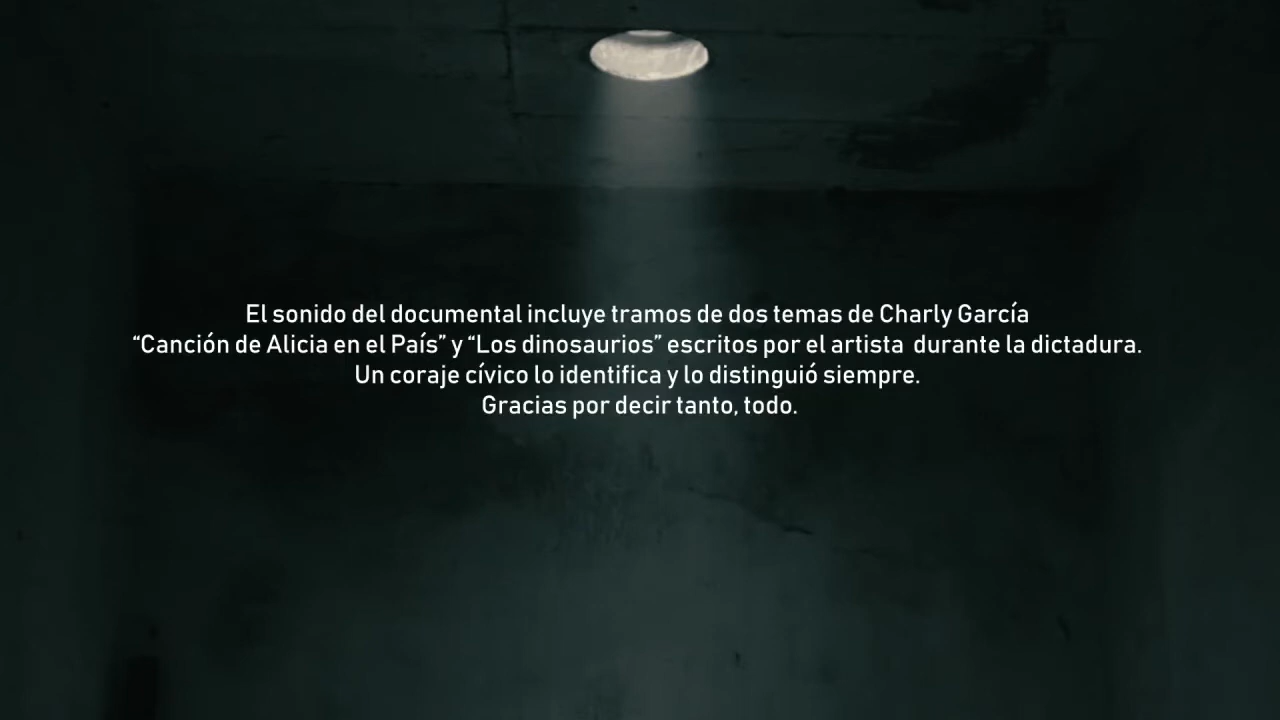 El sonido del documental incluye tramos de dos temas de Charly García
“Canción de Alicia en el País” y “Los dinosaurios” escritos por el artista  durante la dictadura.
Un coraje cívico lo identifica y lo distinguió siempre.
Gracias por decir tanto, todo.